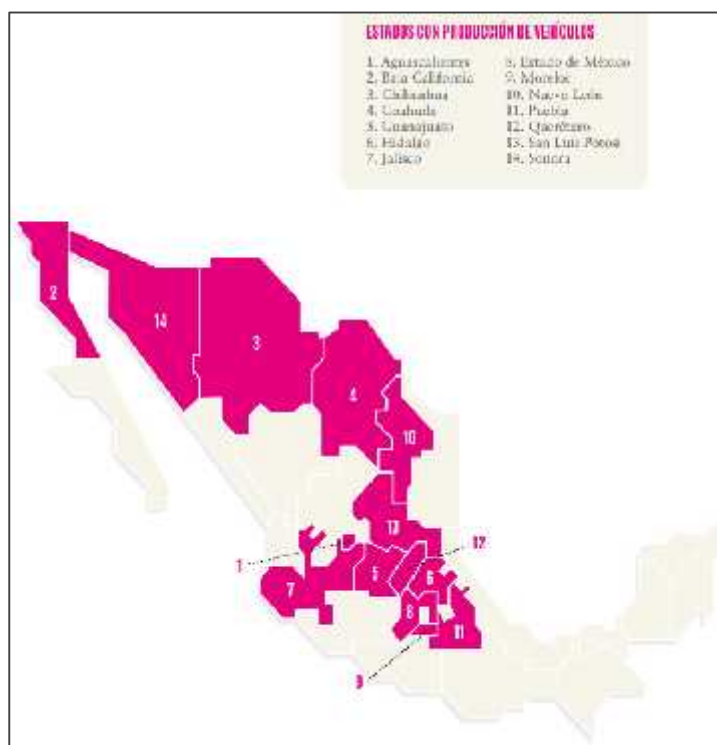 ESTADOS CON PRODUCCIÓN DE VEHÍCULOS
1. Aguascalientes
2. Baja California
3. Chihuahua
4. Coahuila
5. Guanajuato
6. Hidalgo
7. Jalisco
8. Estado de México
9. Morelos
10. Nuevo León
11. Puebla
12. Querétaro
13. San Luis Potosí
14. Sonora
2
14
3
4
10
13
12
1
5
6
7
8
11
9